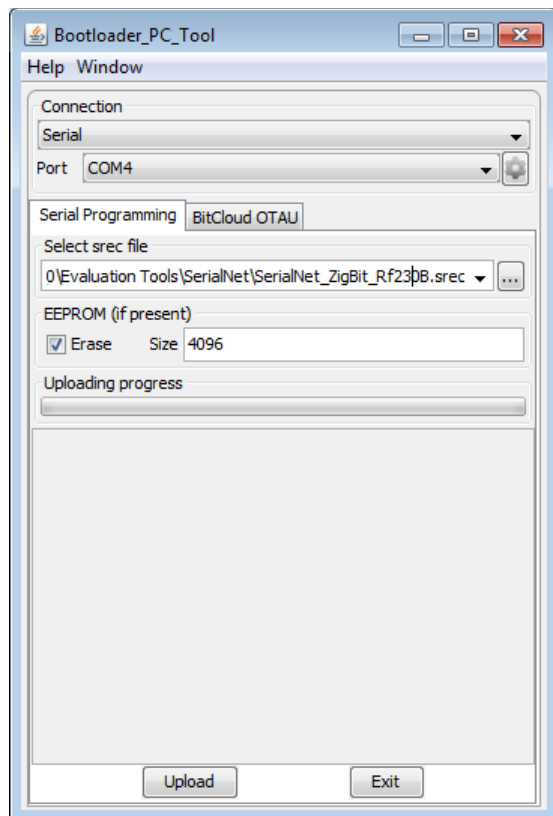 Bootloader_PC_Tool
Help Window
Connection
Serial
Port COM4
Serial Programming BitCloud OTAU
Select srec file
0\Evaluation Tools\SerialNet\SerialNet_ZigBit_Rf230B.srec ...
EEPROM (if present)
Erase Size 4096
Uploading progress
Upload Exit